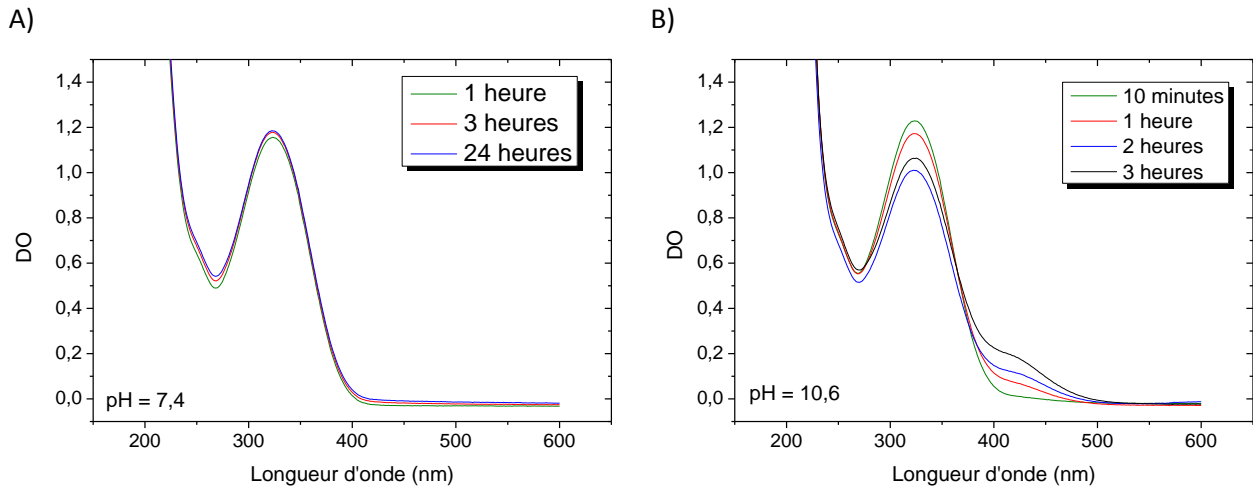 A)
B)
1,4
1,2
1,0
0,8
0,6
0,4
0,2
0,0
DO
1 heure
3 heures
24 heures
pH = 7,4
200 300 400 500 600
Longueur d'onde (nm)
1,4
1,2
1,0
0,8
0,6
0,4
0,2
0,0
DO
10 minutes
1 heure
2 heures
3 heures
pH = 10,6
200 300 400 500 600
Longueur d'onde (nm)